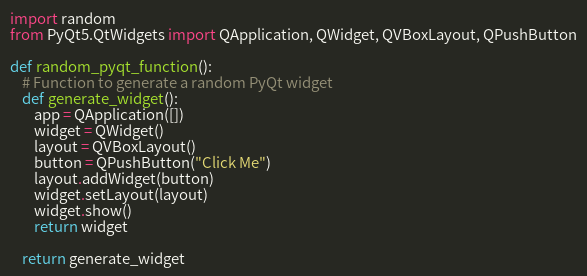 import random
from PyQt5.QtWidgets import QApplication, QWidget, QVBoxLayout, QPushButton

def random_pyqt_function():
    # Function to generate a random PyQt widget
    def generate_widget():
        app = QApplication([])
        widget = QWidget()
        layout = QVBoxLayout()
        button = QPushButton("Click Me")
        layout.addWidget(button)
        widget.setLayout(layout)
        widget.show()
        return widget

    return generate_widget